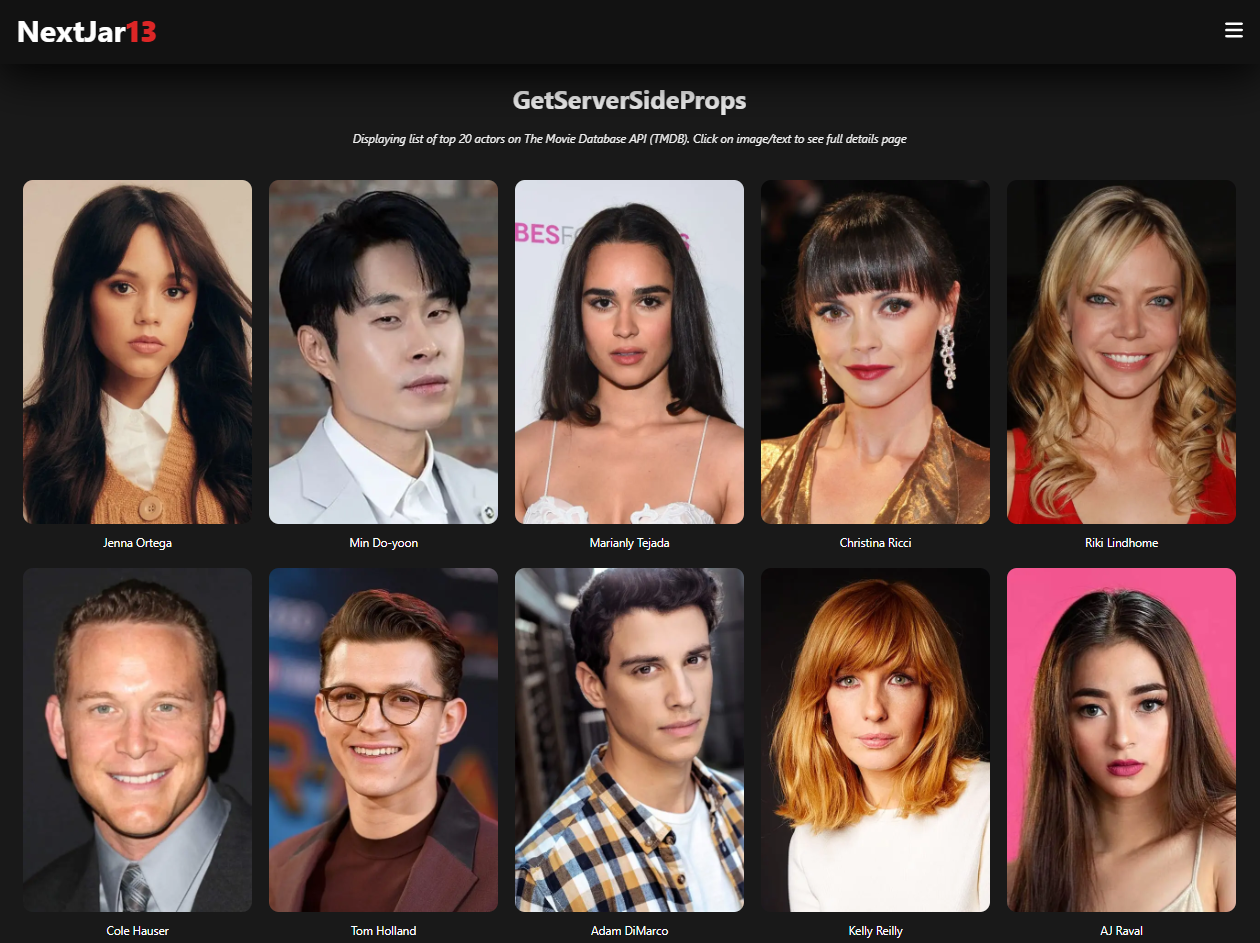 NextJar13
GetServerSideProps
Displaying list of top 20 actors on The Movie Database API (TMDB). Click on image/text to see full details page
BESF
Jenna Ortega
Min Do-yoon
Marianly Tejada
Christina Ricci
Riki Lindhome
Cole Hauser
Tom Holland
Adam DiMarco
Kelly Reilly
AJ Raval